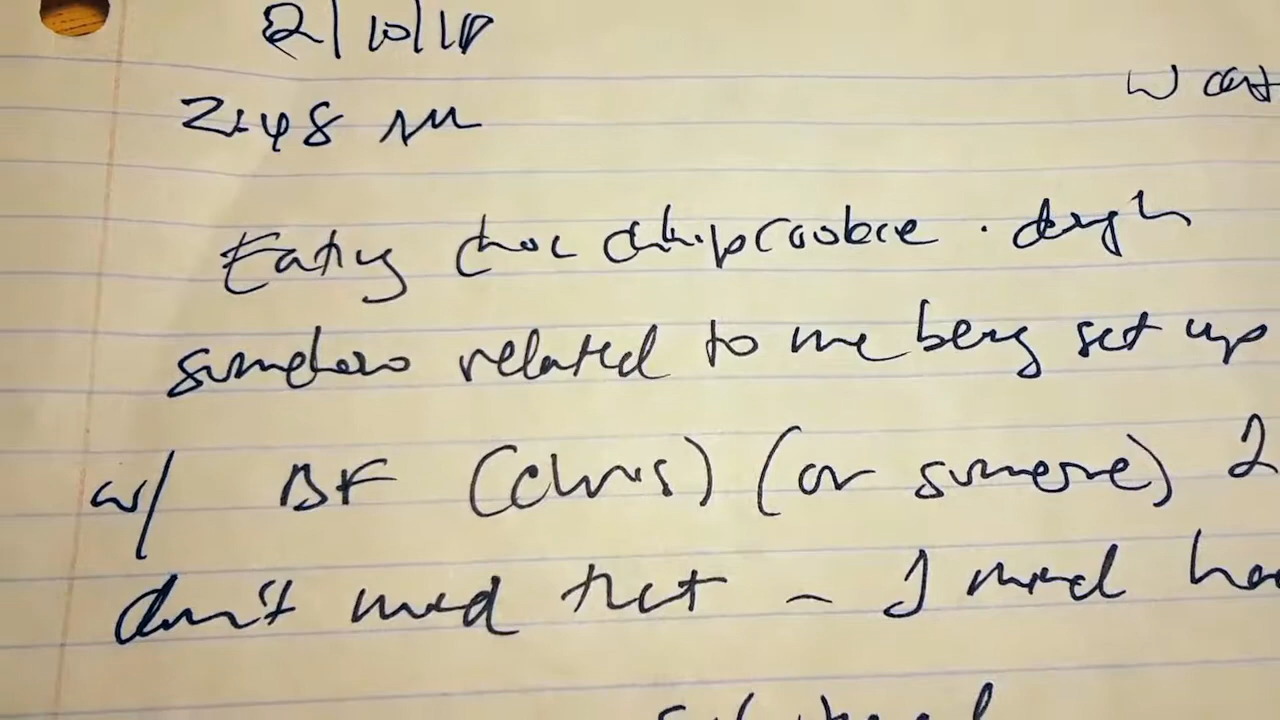 2/10/18
2:48 AM
Eating choc chip cookie dough
somehow related to me being set up
w/ BF (Chris) (or someone) I
don't need that - I need